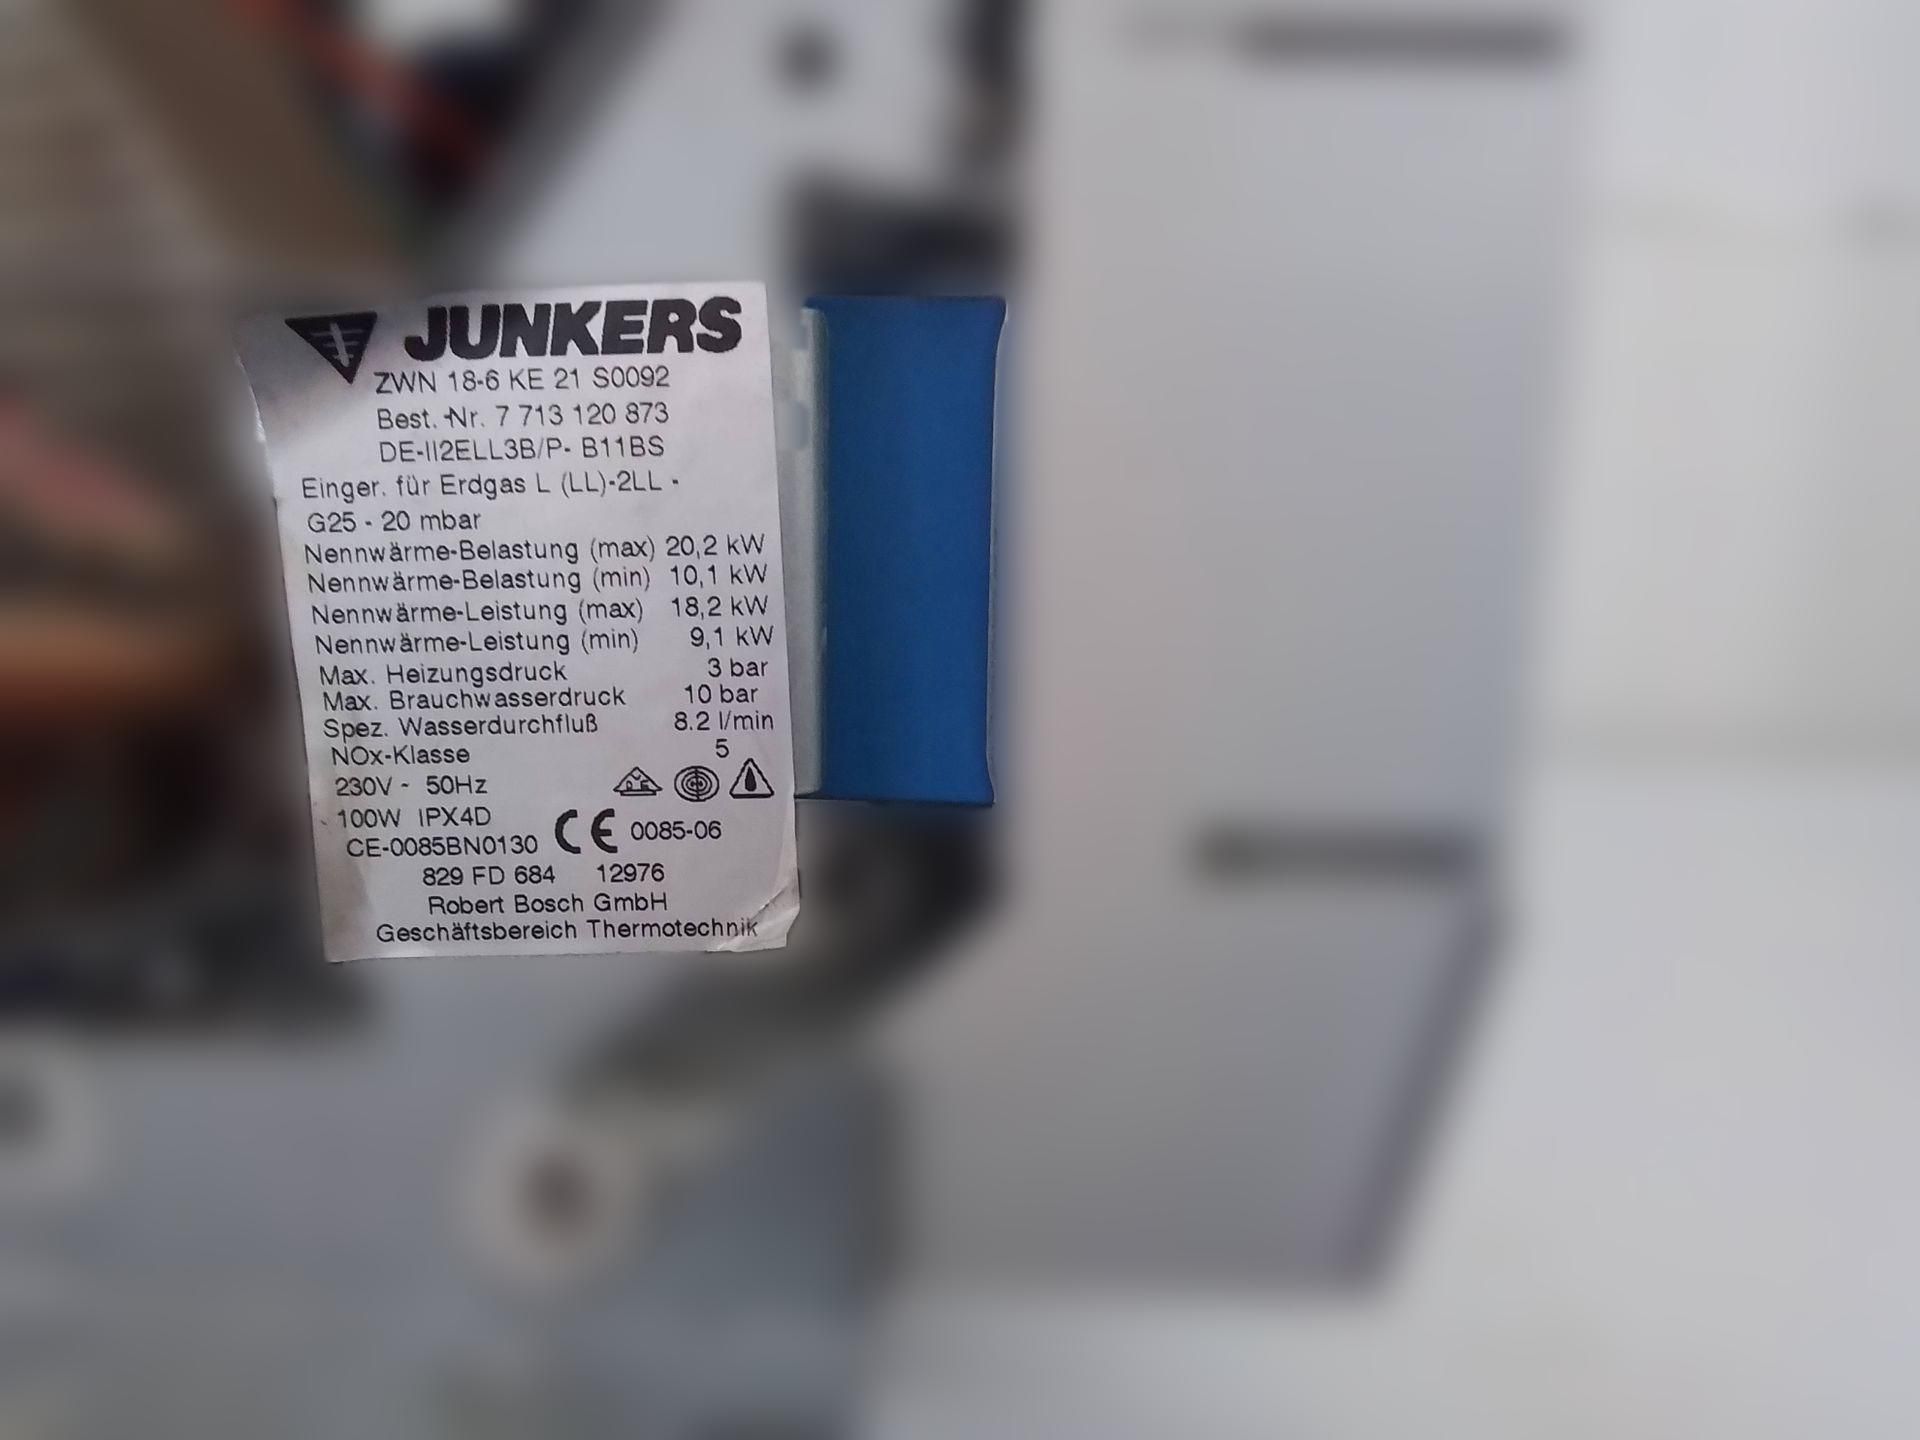 JUNKERS
ZWN 18-6 KE 21 S0092
Best. -Nr. 7 713 120 873
DE-II2ELL3B/P- B11BS
Einger. für Erdgas L (LL)-2LL -
G25 - 20 mbar
Nennwärme-Belastung (max) 20,2 kW
Nennwärme-Belastung (min) 10,1 kW
Nennwärme-Leistung (max) 18,2 kW
Nennwärme-Leistung (min) 9,1 kW
Max. Heizungsdruck 3 bar
Max. Brauchwasserdruck 10 bar
Spez. Wasserdurchfluß 8.2 l/min
NOx-Klasse 5
230V ~ 50Hz
100W IPX4D
CE-0085BN0130 CE 0085-06
829 FD 684 12976
Robert Bosch GmbH
Geschäftsbereich Thermotechnik